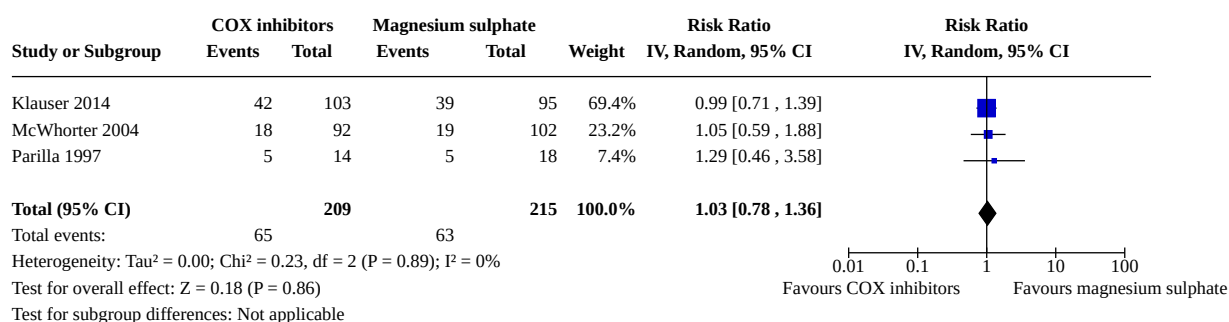 COX inhibitors Magnesium sulphate Risk Ratio Risk Ratio
Study or Subgroup Events Total Events Total Weight IV, Random, 95% CI IV, Random, 95% CI
Klauser 2014 42 103 39 95 69.4% 0.99 [0.71 , 1.39]
McWhorter 2004 18 92 19 102 23.2% 1.05 [0.59 , 1.88]
Parilla 1997 5 14 5 18 7.4% 1.29 [0.46 , 3.58]
Total (95% CI) 209 215 100.0% 1.03 [0.78 , 1.36]
Total events: 65 63
Heterogeneity: Tau² = 0.00; Chi² = 0.23, df = 2 (P = 0.89); I² = 0%
0.01 0.1 1 10 100
Test for overall effect: Z = 0.18 (P = 0.86) Favours COX inhibitors Favours magnesium sulphate
Test for subgroup differences: Not applicable